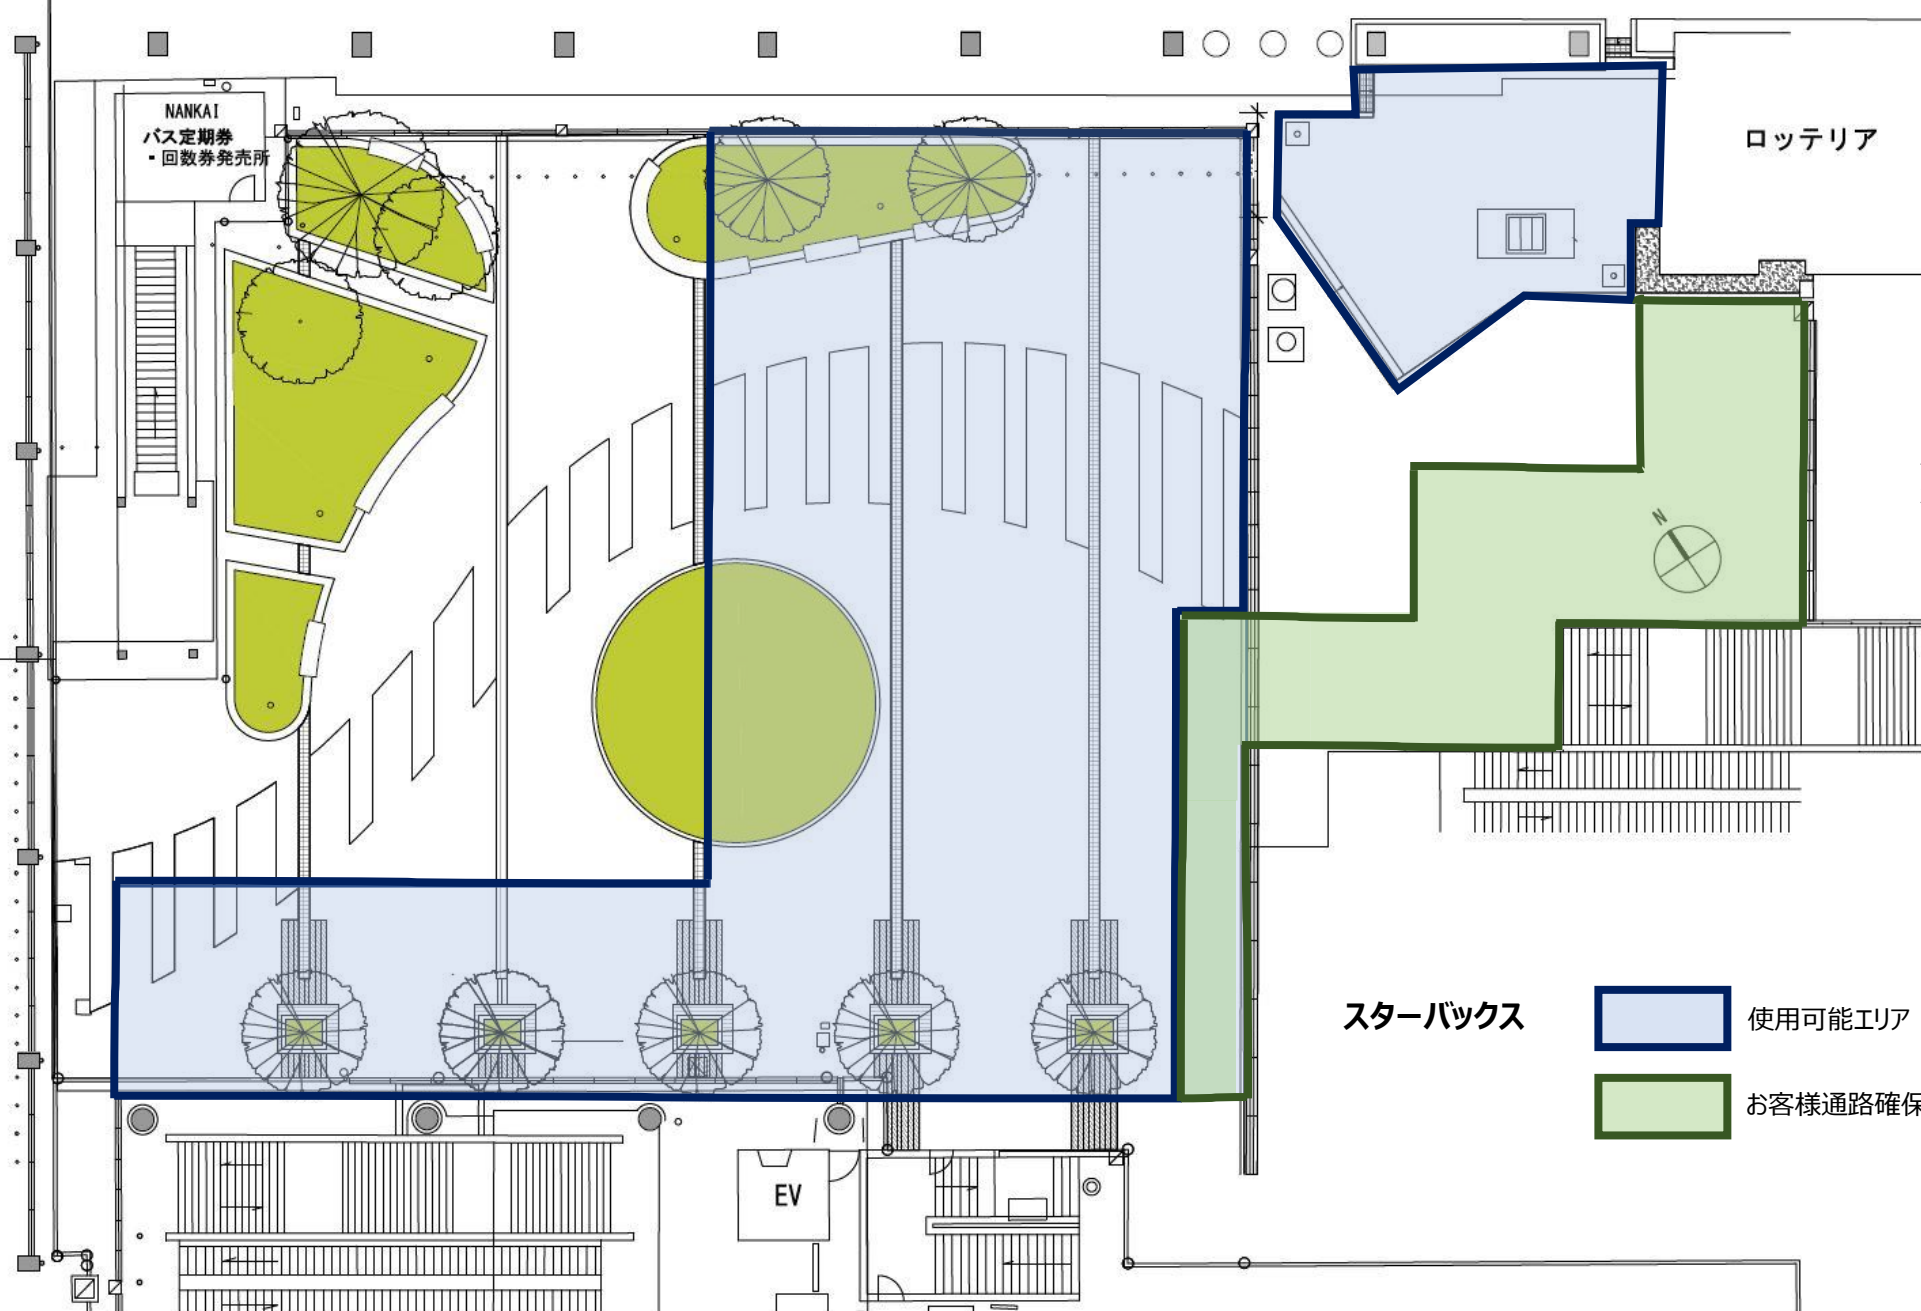 NANKAI
バス定期券
・回数券発売所
ロッテリア
N
スターバックス
使用可能エリア
お客様通路確保
EV